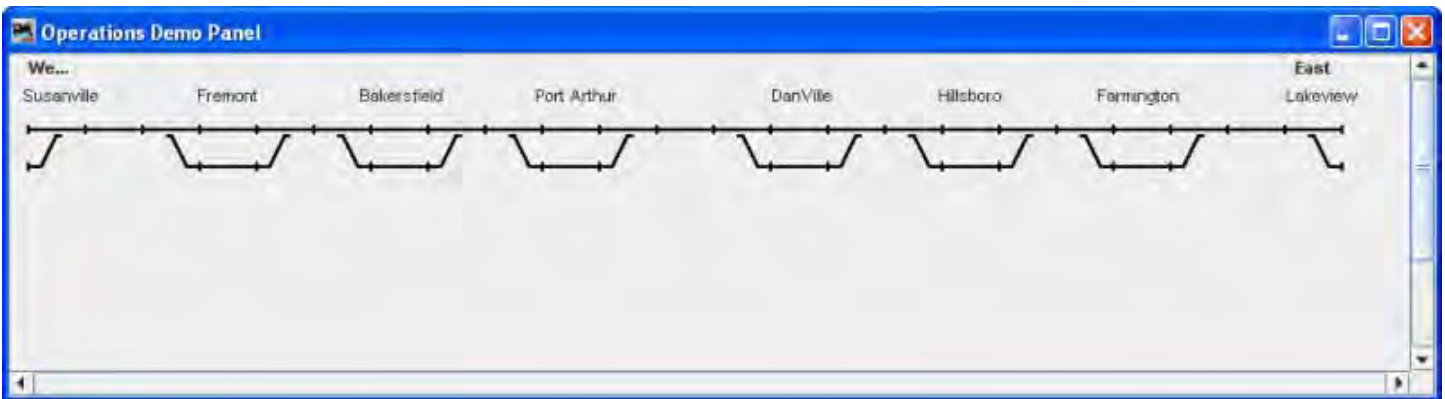 Operations Demo Panel
We... East
Susanville Fremont Bakersfield Port Arthur DanVille Hillsboro Farmington Lakeview